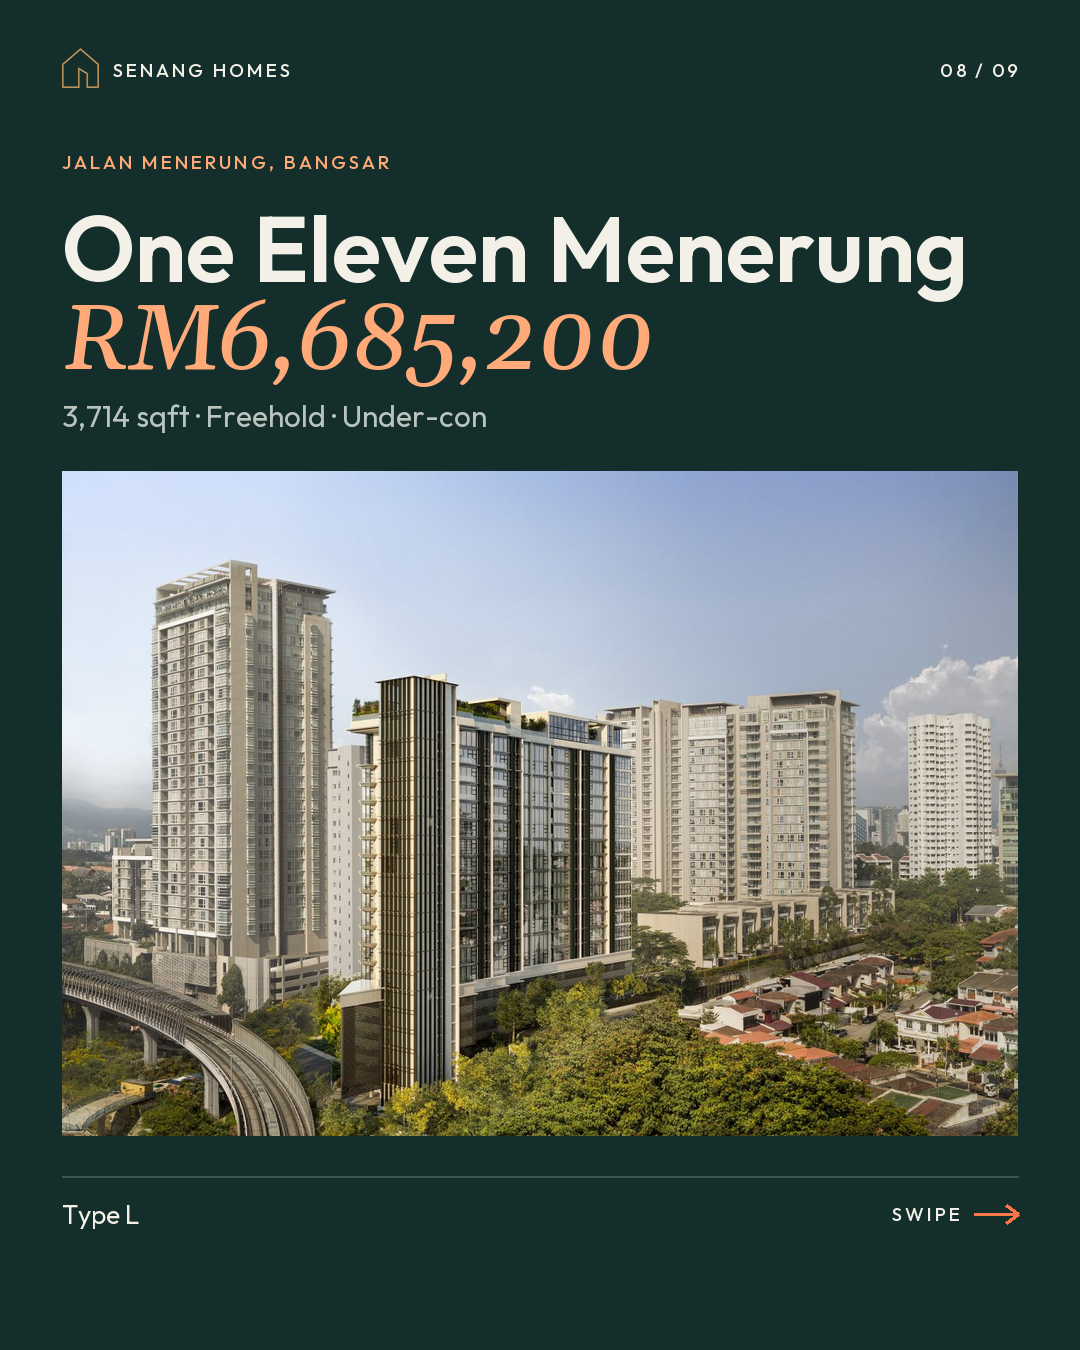 SENANG HOMES
08 / 09
JALAN MENERUNG, BANGSAR
One Eleven Menerung
RM6,685,200
3,714 sqft · Freehold · Under-con
Type L
SWIPE